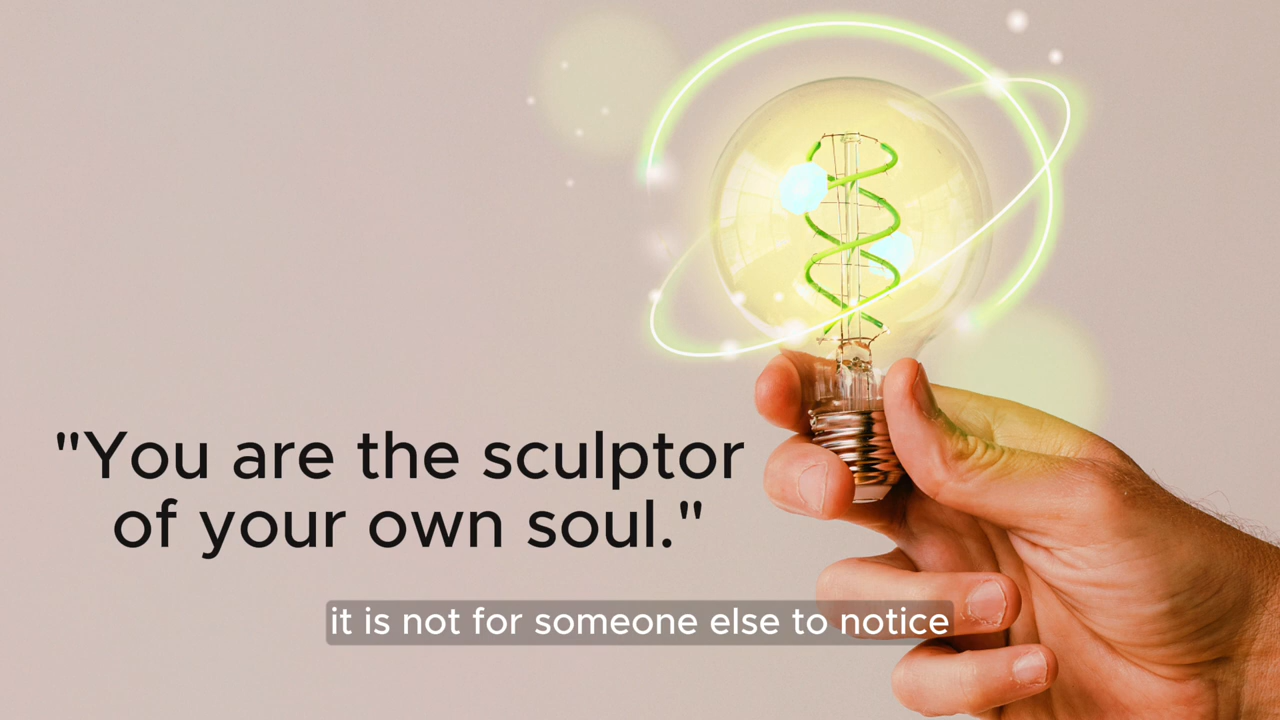 "You are the sculptor
of your own soul."
it is not for someone else to notice